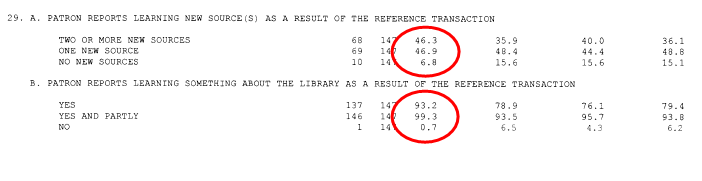 29. A. PATRON REPORTS LEARNING NEW SOURCE(S) AS A RESULT OF THE REFERENCE TRANSACTION
TWO OR MORE NEW SOURCES 68 147 46.3 35.9 40.0 36.1
ONE NEW SOURCE 69 147 46.9 48.4 44.4 48.8
NO NEW SOURCES 10 147 6.8 15.6 15.6 15.1
B. PATRON REPORTS LEARNING SOMETHING ABOUT THE LIBRARY AS A RESULT OF THE REFERENCE TRANSACTION
YES 137 147 93.2 78.9 76.1 79.4
YES AND PARTLY 146 147 99.3 93.5 95.7 93.8
NO 1 147 0.7 6.5 4.3 6.2